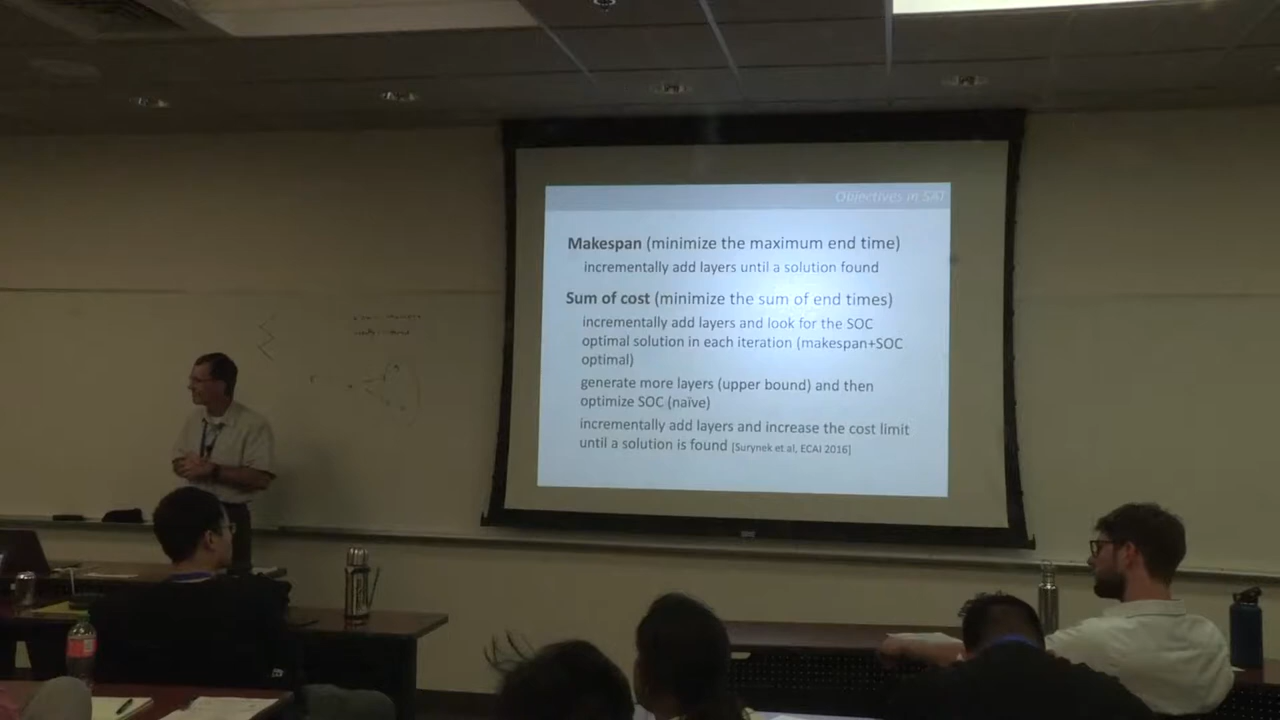 Objectives in SAT
Makespan (minimize the maximum end time)
incrementally add layers until a solution found
Sum of cost (minimize the sum of end times)
incrementally add layers and look for the SOC
optimal solution in each iteration (makespan+SOC
optimal)
generate more layers (upper bound) and then
optimize SOC (naïve)
incrementally add layers and increase the cost limit
until a solution is found [Surynek et al, ECAI 2016]